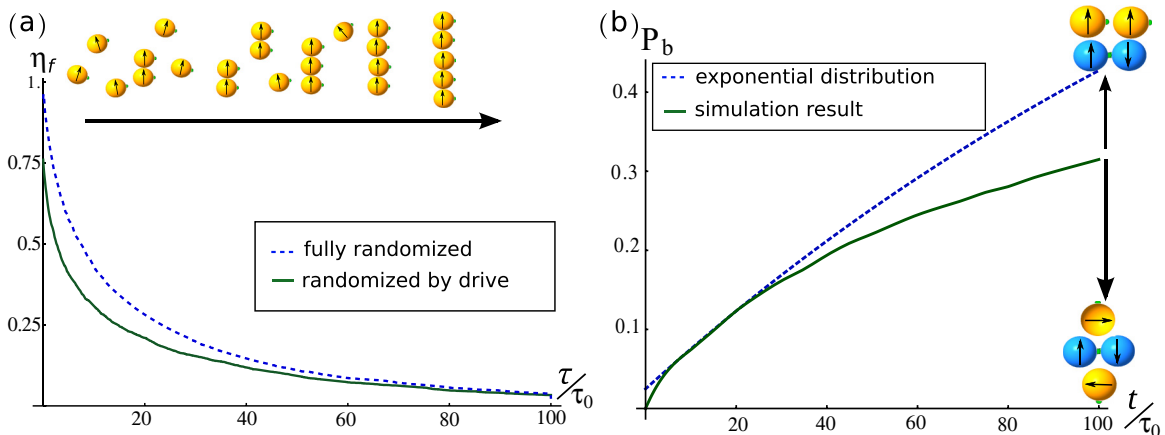 (a)
η_f
1.
0.75
0.5
0.25
fully randomized
randomized by drive
20
40
60
80
100
τ/τ₀
(b)
P_b
exponential distribution
simulation result
0.4
0.3
0.2
0.1
20
40
60
80
100
t/τ₀